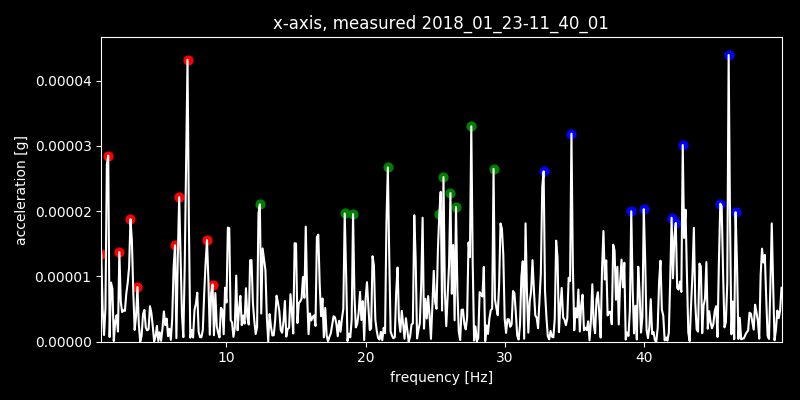 x-axis, measured 2018_01_23-11_40_01
acceleration [g]
0.00004
0.00003
0.00002
0.00001
0.00000
10 20 30 40
frequency [Hz]